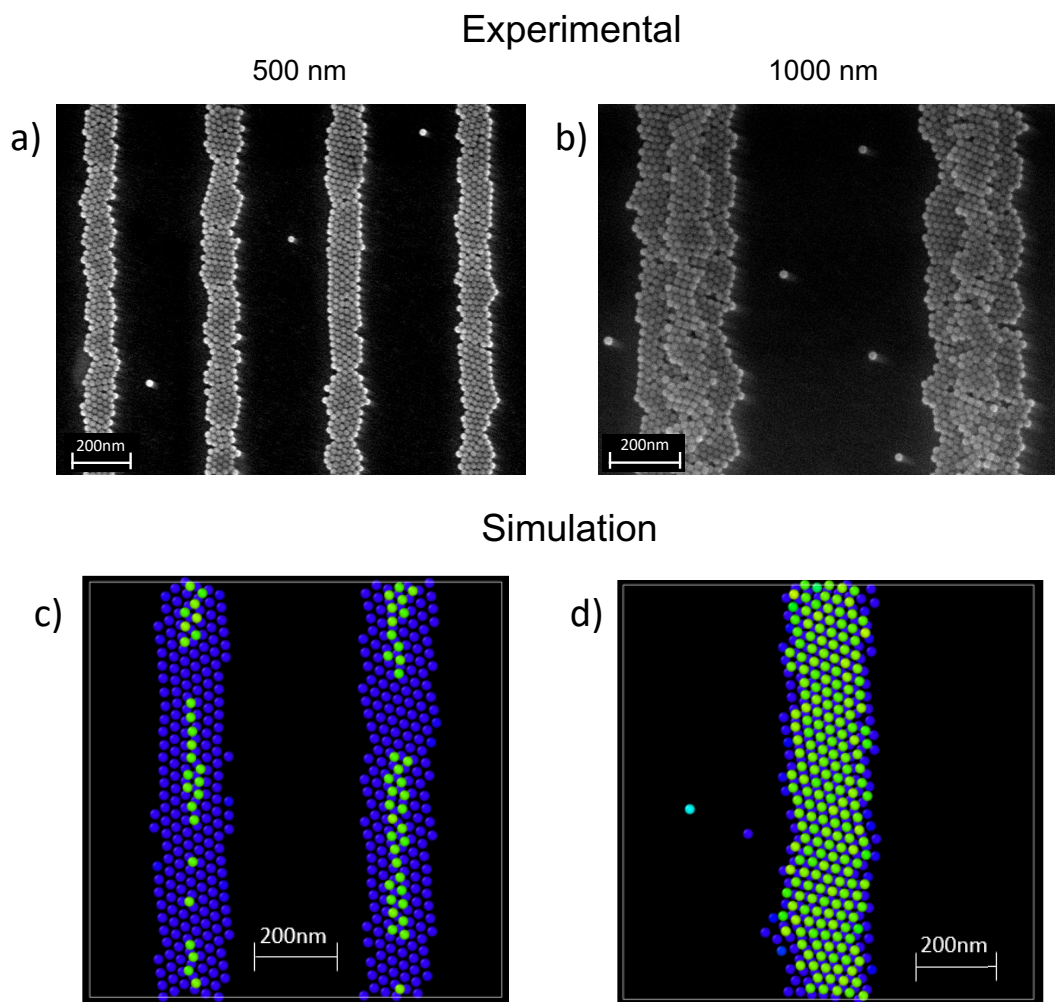 Experimental
500 nm
1000 nm
a)
b)
200nm
200nm
Simulation
c)
d)
200nm
200nm